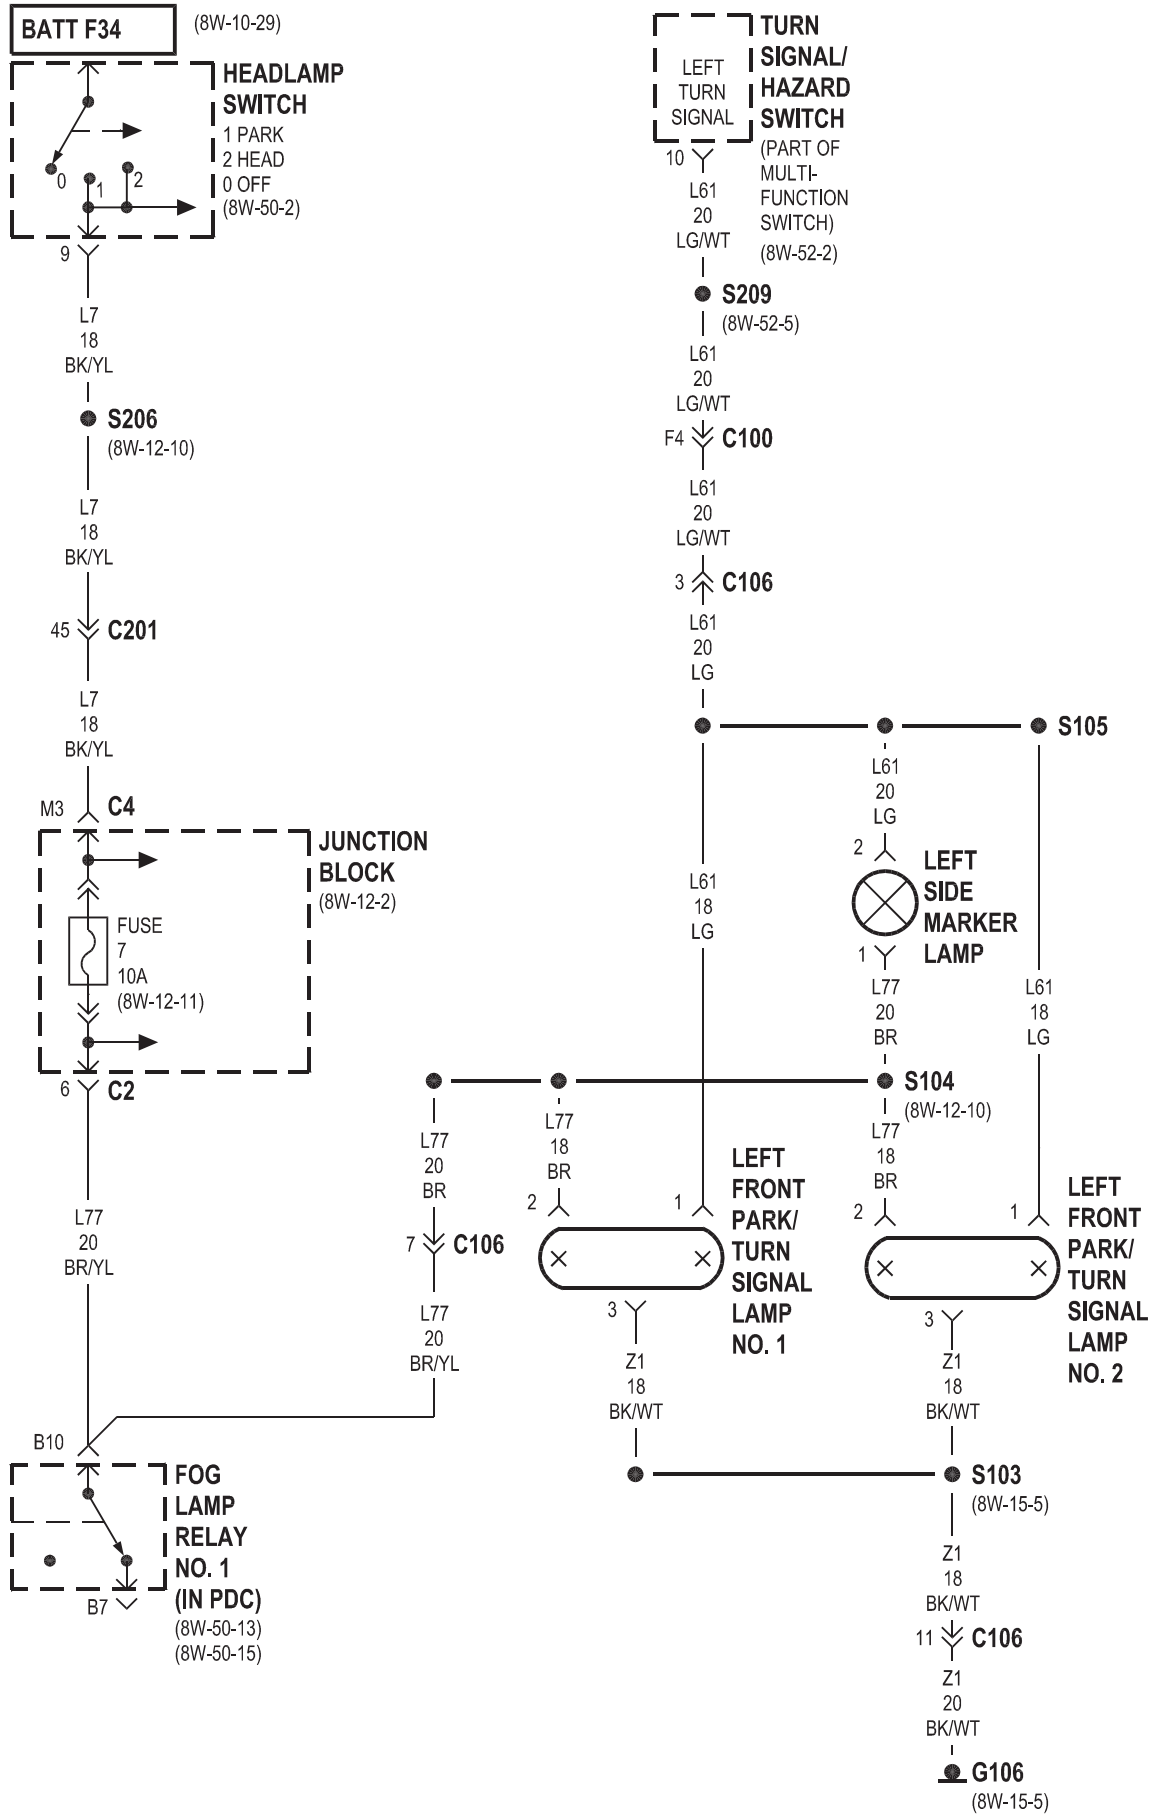 BATT F34
(8W-10-29)
HEADLAMP
SWITCH
1 PARK
2 HEAD
0 OFF
(8W-50-2)
0
1
2
9
L7
18
BK/YL
S206
(8W-12-10)
L7
18
BK/YL
45
C201
L7
18
BK/YL
M3
C4
JUNCTION
BLOCK
(8W-12-2)
FUSE
7
10A
(8W-12-11)
6
C2
L77
20
BR/YL
B10
FOG
LAMP
RELAY
NO. 1
(IN PDC)
(8W-50-13)
(8W-50-15)
B7
LEFT
TURN
SIGNAL
TURN
SIGNAL/
HAZARD
SWITCH
(PART OF
MULTI-
FUNCTION
SWITCH)
(8W-52-2)
10
L61
20
LG/WT
S209
(8W-52-5)
L61
20
LG/WT
F4
C100
L61
20
LG/WT
3
C106
L61
20
LG
S105
L61
18
LG
L61
20
LG
2
LEFT
SIDE
MARKER
LAMP
1
L77
20
BR
L61
18
LG
S104
(8W-12-10)
L77
20
BR
7
C106
L77
20
BR/YL
L77
18
BR
2
1
LEFT
FRONT
PARK/
TURN
SIGNAL
LAMP
NO. 1
3
Z1
18
BK/WT
L77
18
BR
2
1
LEFT
FRONT
PARK/
TURN
SIGNAL
LAMP
NO. 2
3
Z1
18
BK/WT
S103
(8W-15-5)
Z1
18
BK/WT
11
C106
Z1
20
BK/WT
G106
(8W-15-5)